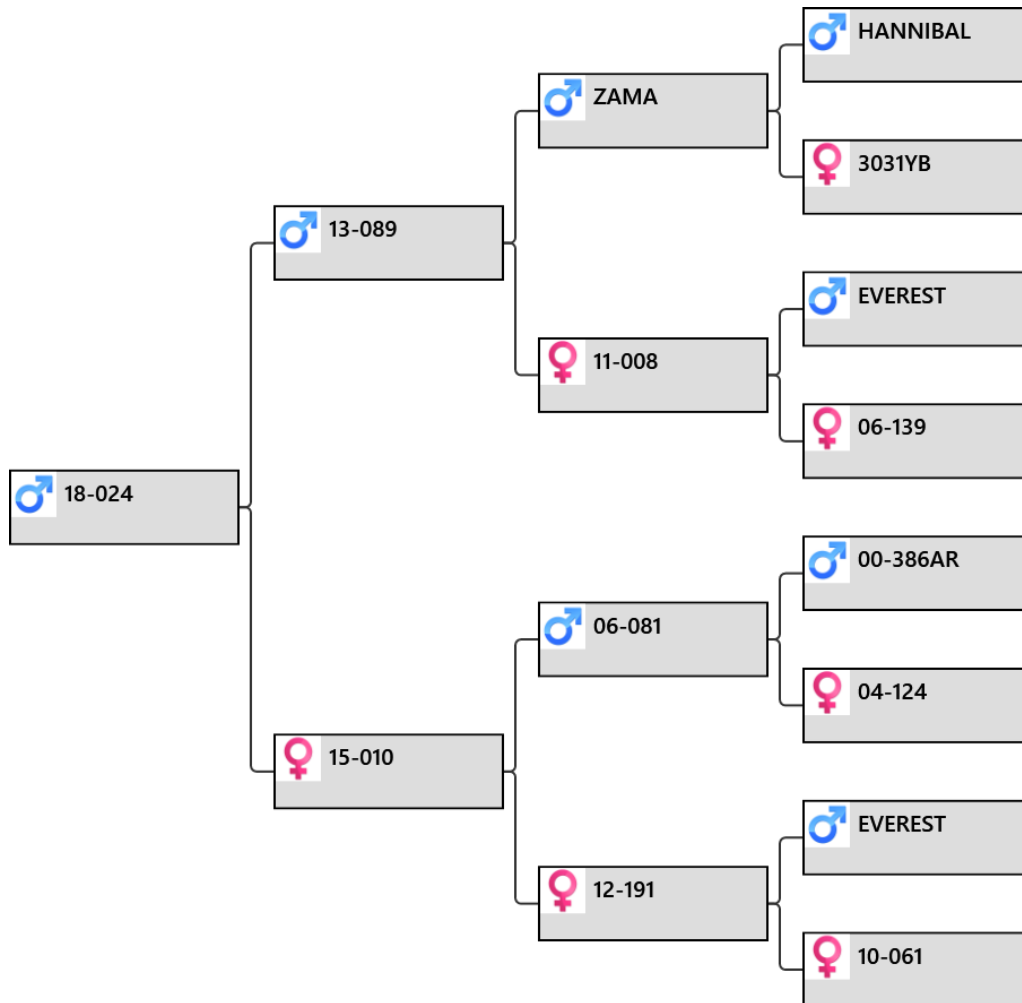 HANNIBAL
ZAMA
3031YB
13-089
EVEREST
11-008
06-139
18-024
00-386AR
06-081
04-124
15-010
EVEREST
12-191
10-061